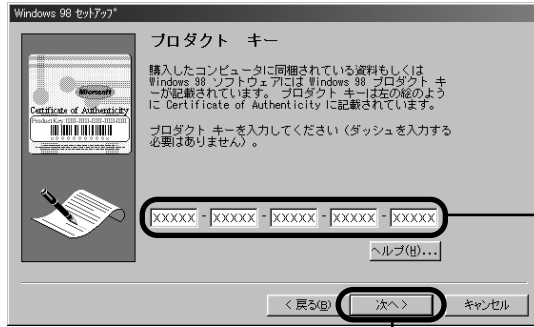 Windows 98 セットアップ
プロダクト キー
購入したコンピュータに同梱されている資料もしくは
Windows 98 ソフトウェアには Windows 98 プロダクト キ
ーが記載されています。 プロダクト キーは左の絵のよう
に Certificate of Authenticity に記載されています。
プロダクト キーを入力してください（ダッシュを入力する
必要はありません）。
Microsoft
Certificate of Authenticity
Product Key
XXXXX - XXXXX - XXXXX - XXXXX - XXXXX
ヘルプ(H)...
< 戻る(B)
次へ >
キャンセル